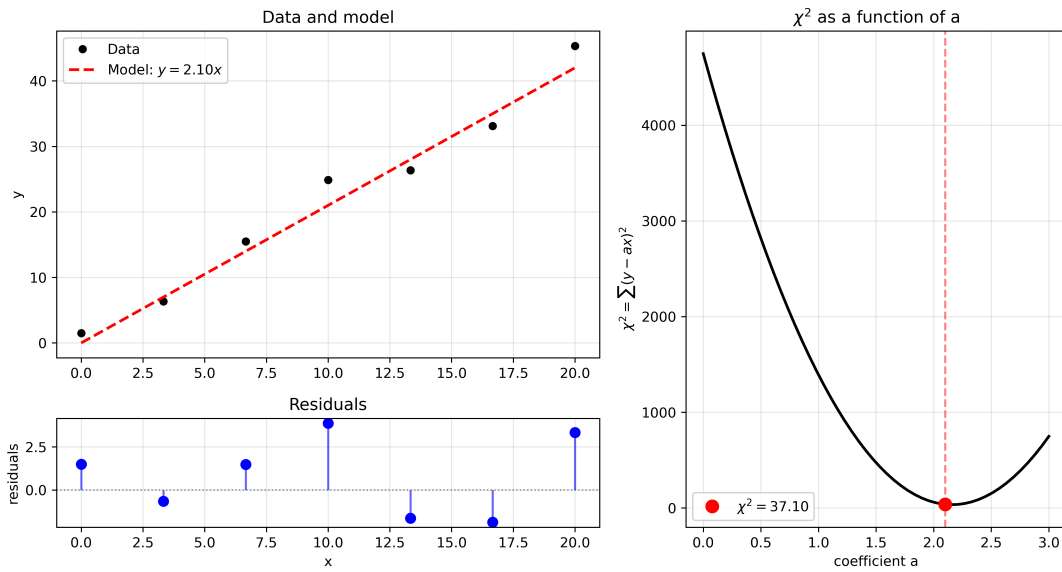 Data and model
Data
Model: y = 2.10x
40
30
20
10
0
y
0.0 2.5 5.0 7.5 10.0 12.5 15.0 17.5 20.0
Residuals
2.5
0.0
residuals
0.0 2.5 5.0 7.5 10.0 12.5 15.0 17.5 20.0
x
χ² as a function of a
4000
3000
2000
1000
0
χ² = ∑(y − ax)²
χ² = 37.10
0.0 0.5 1.0 1.5 2.0 2.5 3.0
coefficient a